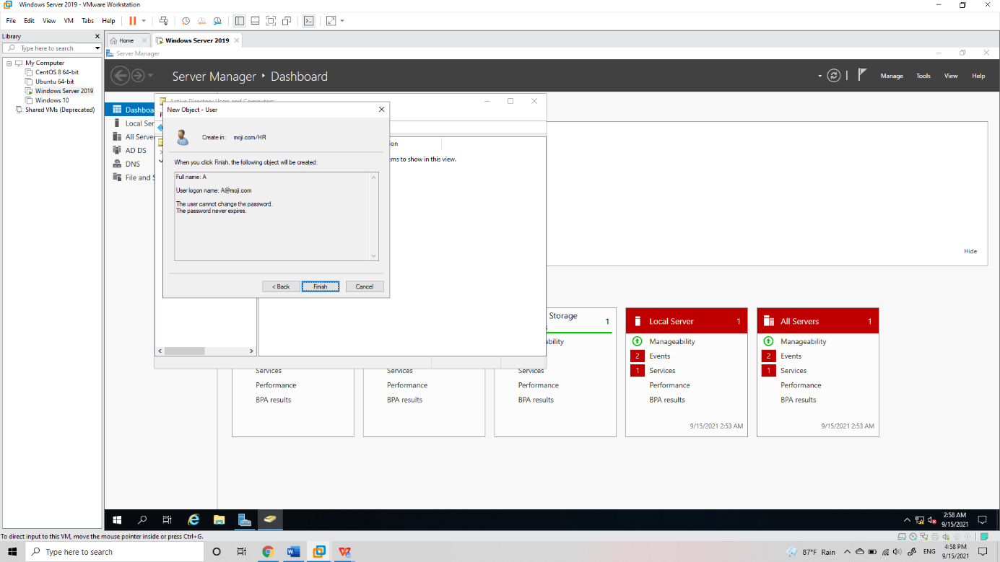 Windows Server 2019 - VMware Workstation
File Edit View VM Tabs Help
Library
Type here to search
Home
Windows Server 2019
My Computer
CentOS 8 64-bit
Ubuntu 64-bit
Windows Server 2019
Windows 10
Shared VMs (Deprecated)
Server Manager
Server Manager Dashboard
Manage Tools View Help
Dashboa
Local Ser
All Serve
AD DS
DNS
File and S
Active Directory Users and Computers
New Object - User
Create in: moji.com/HR
When you click Finish, the following object will be created:
Full name: A
User logon name: A@moji.com
The user cannot change the password.
The password never expires.
< Back Finish Cancel
ion
ems to show in this view.
Hide
Services
Performance
BPA results
Services
Performance
BPA results
Storage 1
ability
Services
Performance
BPA results
Local Server 1
Manageability
2 Events
1 Services
Performance
BPA results
9/15/2021 2:53 AM
All Servers 1
Manageability
2 Events
1 Services
Performance
BPA results
9/15/2021 2:53 AM
2:58 AM
9/15/2021
To direct input to this VM, move the mouse pointer inside or press Ctrl+G.
Type here to search
87°F Rain
ENG
4:58 PM
9/15/2021